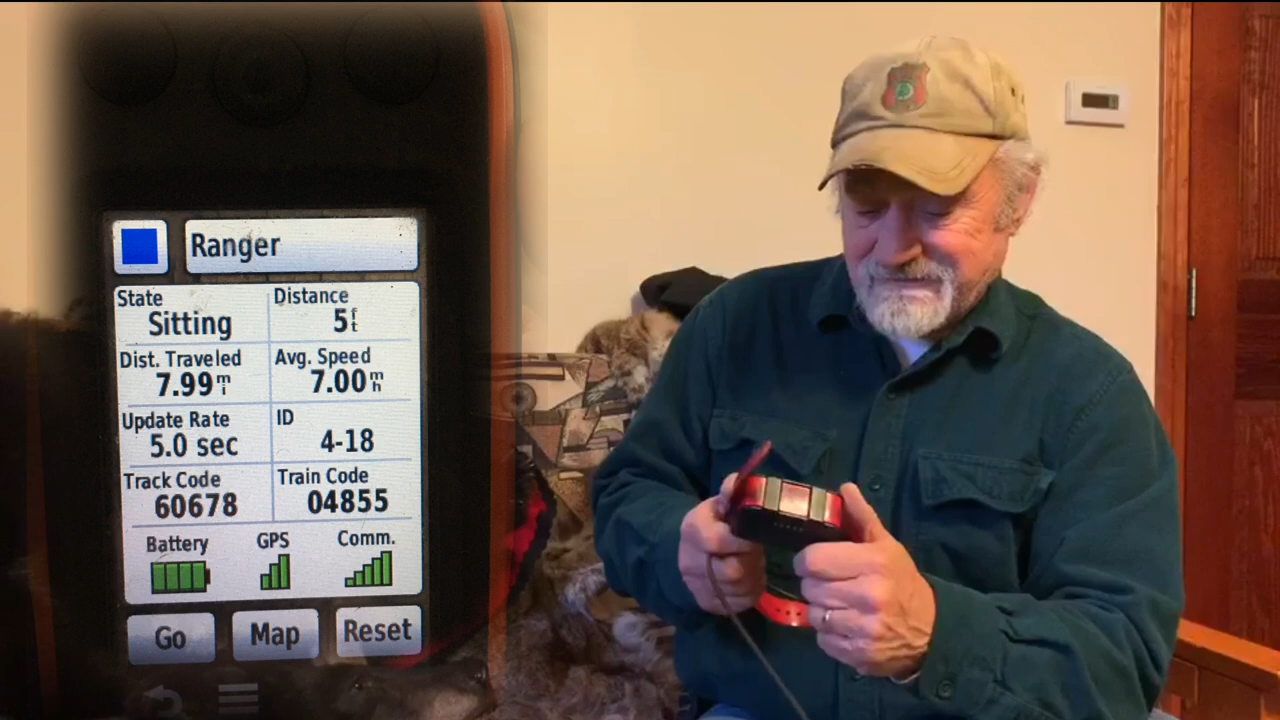 Ranger
State Distance
Sitting 5ft
Dist. Traveled Avg. Speed
7.99mi 7.00mh
Update Rate ID
5.0 sec 4-18
Track Code Train Code
60678 04855
Battery GPS Comm.
Go Map Reset